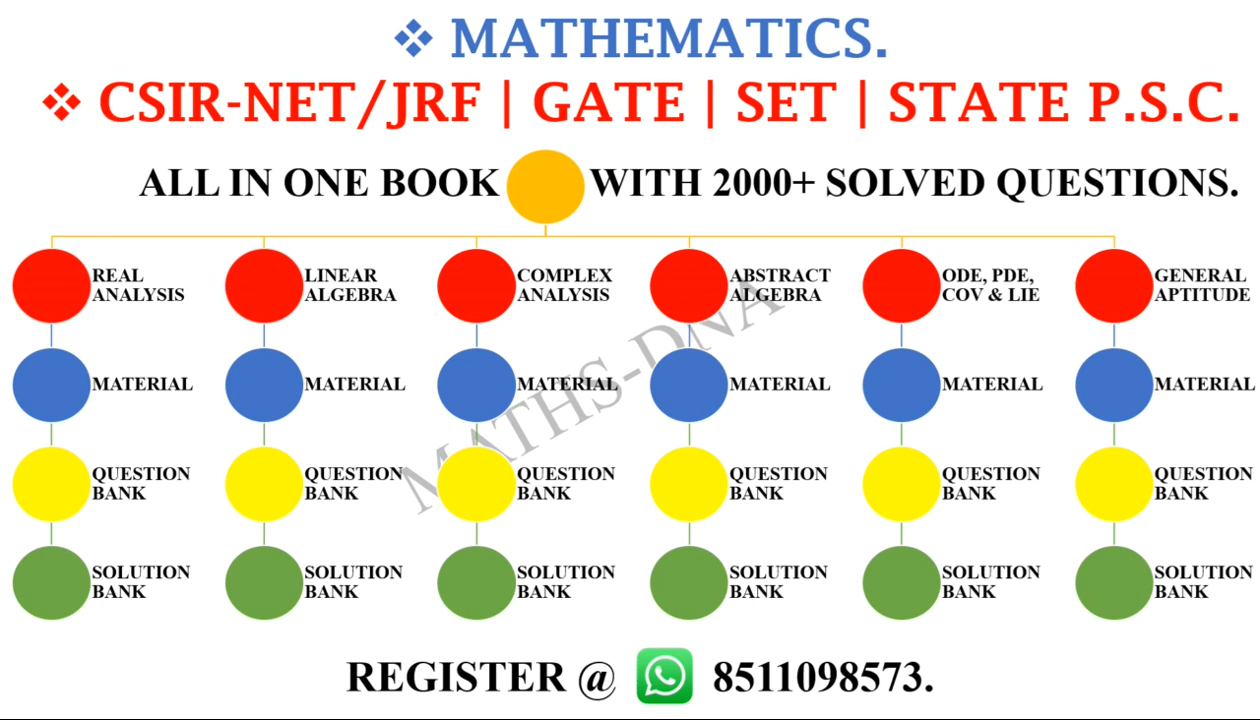 ❖ MATHEMATICS.
❖ CSIR-NET/JRF | GATE | SET | STATE P.S.C.
ALL IN ONE BOOK WITH 2000+ SOLVED QUESTIONS.
REAL
ANALYSIS
MATERIAL
QUESTION
BANK
SOLUTION
BANK
LINEAR
ALGEBRA
MATERIAL
QUESTION
BANK
SOLUTION
BANK
COMPLEX
ANALYSIS
MATERIAL
QUESTION
BANK
SOLUTION
BANK
ABSTRACT
ALGEBRA
MATERIAL
QUESTION
BANK
SOLUTION
BANK
ODE, PDE,
COV & LIE
MATERIAL
QUESTION
BANK
SOLUTION
BANK
GENERAL
APTITUDE
MATERIAL
QUESTION
BANK
SOLUTION
BANK
MATHS-DNA
REGISTER @ 8511098573.